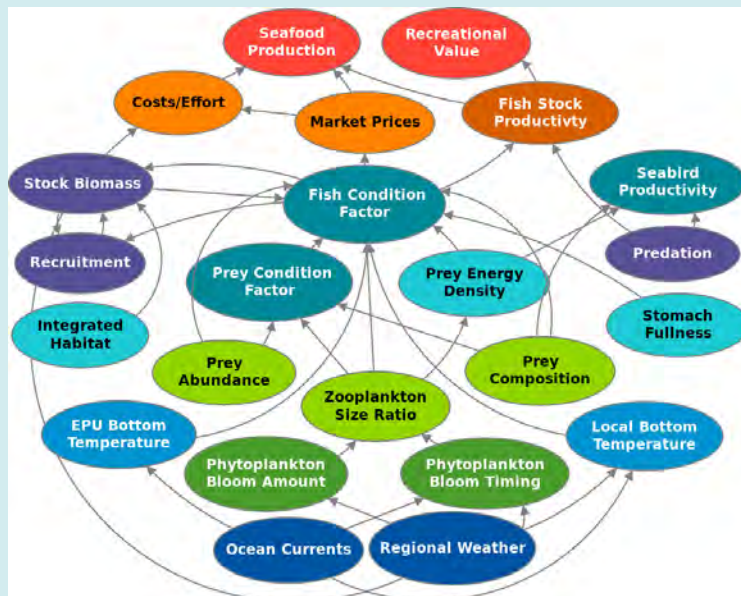 Seafood
Production
Recreational
Value
Costs/Effort
Market Prices
Fish Stock
Productivty
Stock Biomass
Fish Condition
Factor
Seabird
Productivity
Recruitment
Prey Condition
Factor
Prey Energy
Density
Predation
Integrated
Habitat
Stomach
Fullness
Prey
Abundance
Zooplankton
Size Ratio
Prey
Composition
EPU Bottom
Temperature
Local Bottom
Temperature
Phytoplankton
Bloom Amount
Phytoplankton
Bloom Timing
Ocean Currents
Regional Weather